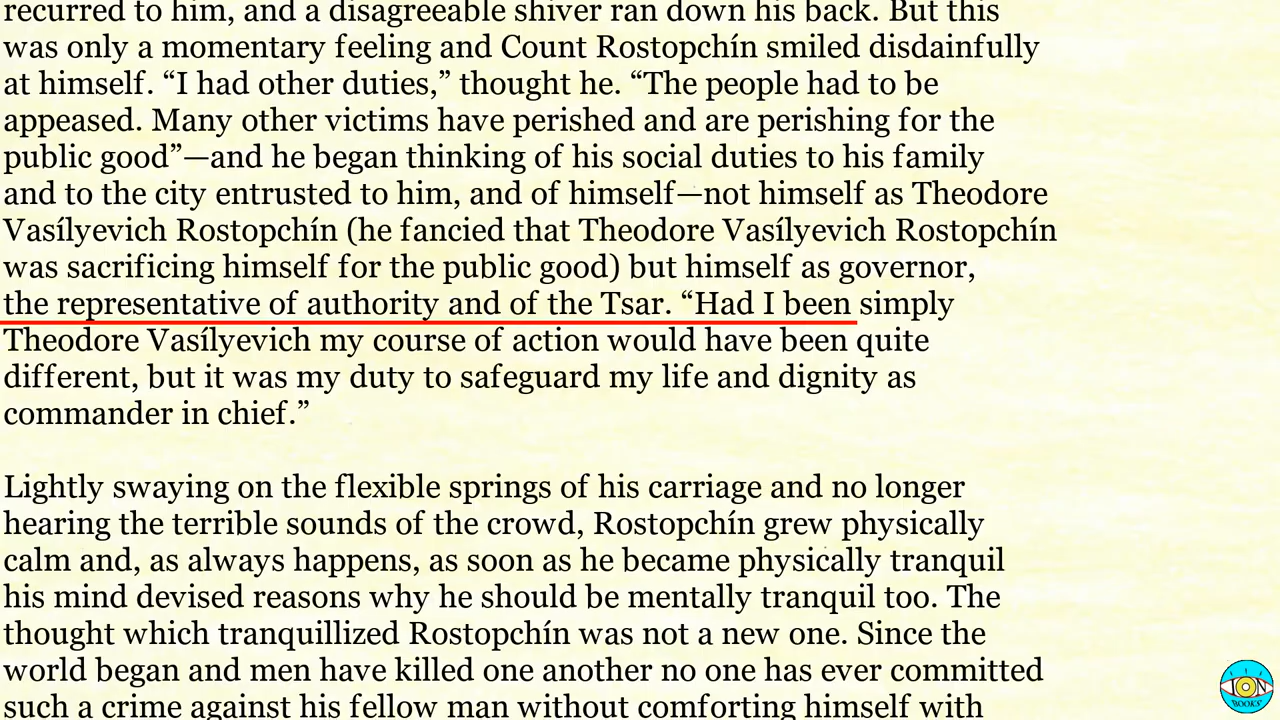 recurred to him, and a disagreeable shiver ran down his back. But this
was only a momentary feeling and Count Rostopchín smiled disdainfully
at himself. “I had other duties,” thought he. “The people had to be
appeased. Many other victims have perished and are perishing for the
public good”—and he began thinking of his social duties to his family
and to the city entrusted to him, and of himself—not himself as Theodore
Vasílyevich Rostopchín (he fancied that Theodore Vasílyevich Rostopchín
was sacrificing himself for the public good) but himself as governor,
the representative of authority and of the Tsar. “Had I been simply
Theodore Vasílyevich my course of action would have been quite
different, but it was my duty to safeguard my life and dignity as
commander in chief.”
Lightly swaying on the flexible springs of his carriage and no longer
hearing the terrible sounds of the crowd, Rostopchín grew physically
calm and, as always happens, as soon as he became physically tranquil
his mind devised reasons why he should be mentally tranquil too. The
thought which tranquillized Rostopchín was not a new one. Since the
world began and men have killed one another no one has ever committed
such a crime against his fellow man without comforting himself with
ION
BOOKS